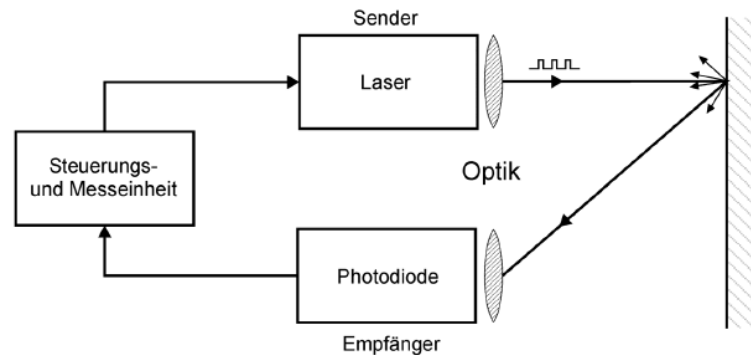 Sender
Laser
Steuerungs-
und Messeinheit
Optik
Photodiode
Empfänger